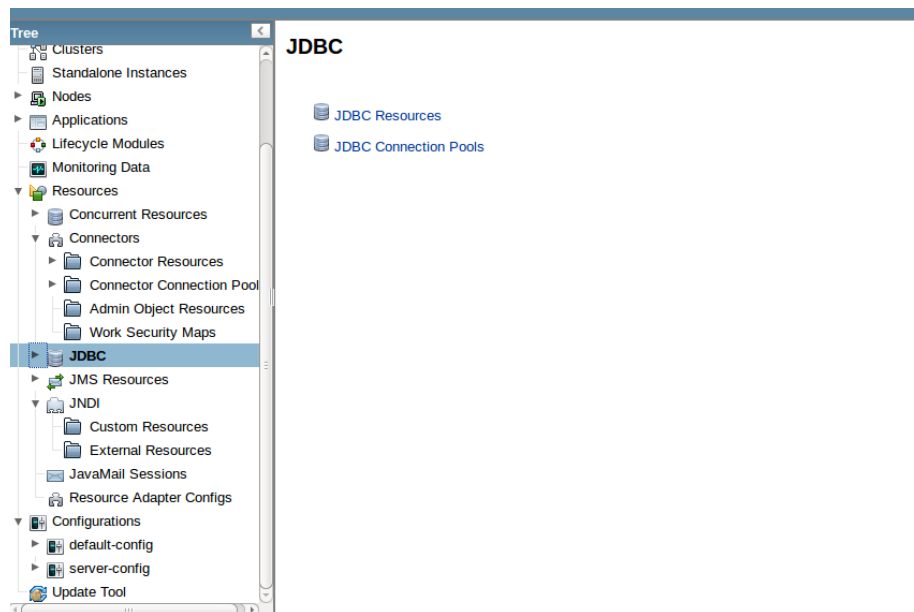 Tree
Clusters
Standalone Instances
Nodes
Applications
Lifecycle Modules
Monitoring Data
Resources
Concurrent Resources
Connectors
Connector Resources
Connector Connection Pool
Admin Object Resources
Work Security Maps
JDBC
JMS Resources
JNDI
Custom Resources
External Resources
JavaMail Sessions
Resource Adapter Configs
Configurations
default-config
server-config
Update Tool
JDBC
JDBC Resources
JDBC Connection Pools